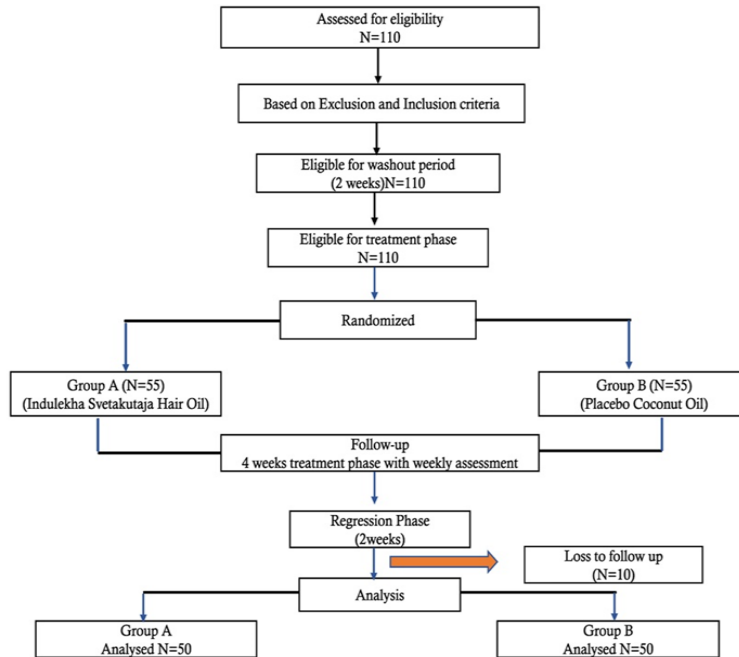 Assessed for eligibility
N=110
Based on Exclusion and Inclusion criteria
Eligible for washout period
(2 weeks)N=110
Eligible for treatment phase
N=110
Randomized
Group A (N=55)
(Indulekha Svetakutaja Hair Oil)
Group B (N=55)
(Placebo Coconut Oil)
Follow-up
4 weeks treatment phase with weekly assessment
Regression Phase
(2weeks)
Loss to follow up
(N=10)
Analysis
Group A
Analysed N=50
Group B
Analysed N=50